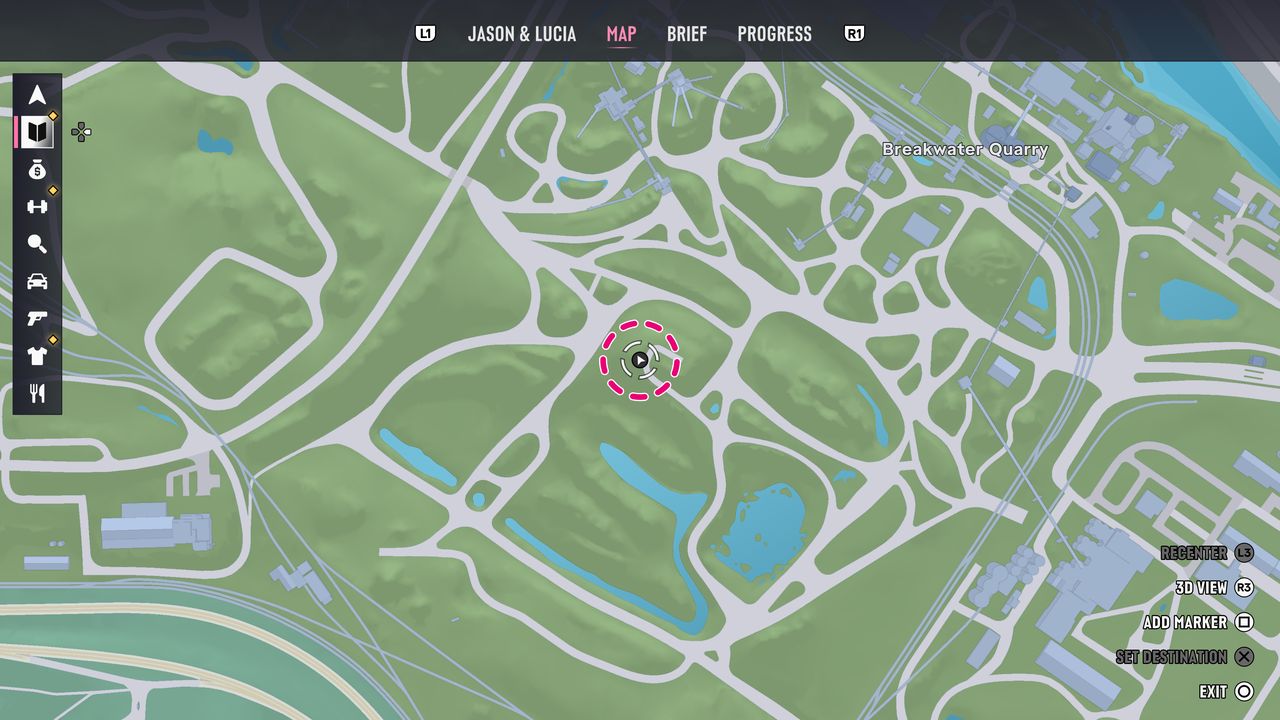 L1 JASON & LUCIA MAP BRIEF PROGRESS R1
Breakwater Quarry
RECENTER L3
3D VIEW R3
ADD MARKER
SET DESTINATION
EXIT